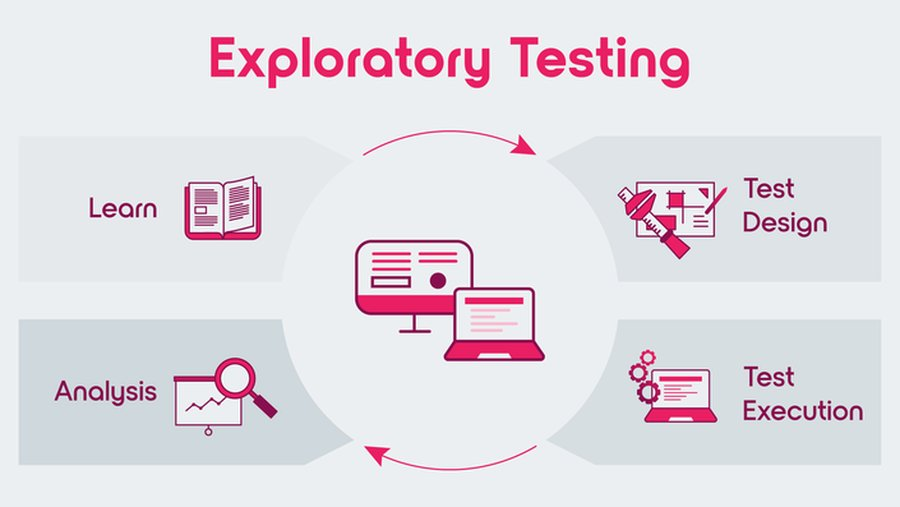 Exploratory Testing
Learn
Test
Design
Analysis
Test
Execution